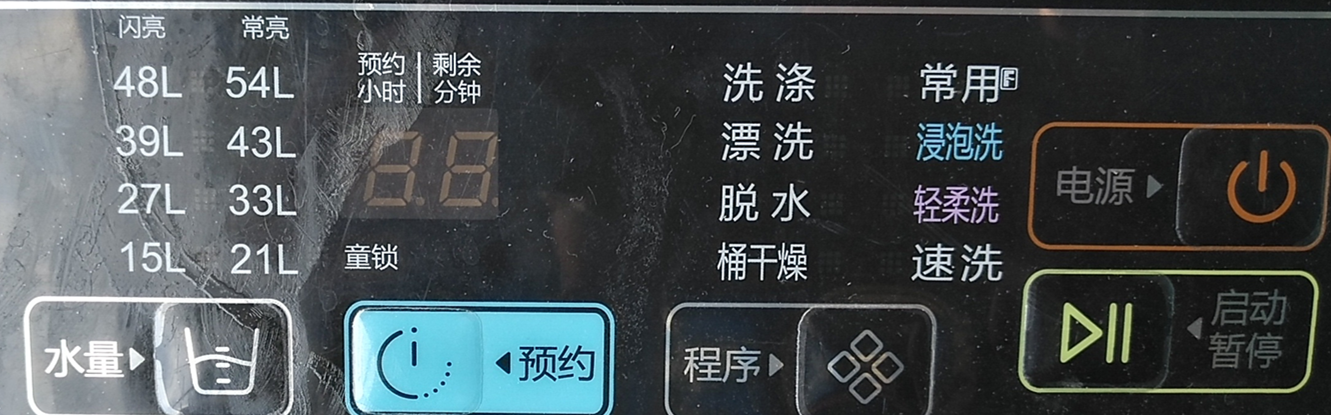 闪亮 常亮
48L 54L
39L 43L
27L 33L
15L 21L
预约 剩余
小时 分钟
88
童锁
洗涤 常用F
漂洗 浸泡洗
脱水 轻柔洗
桶干燥 速洗
电源
水量
预约
程序
启动
暂停